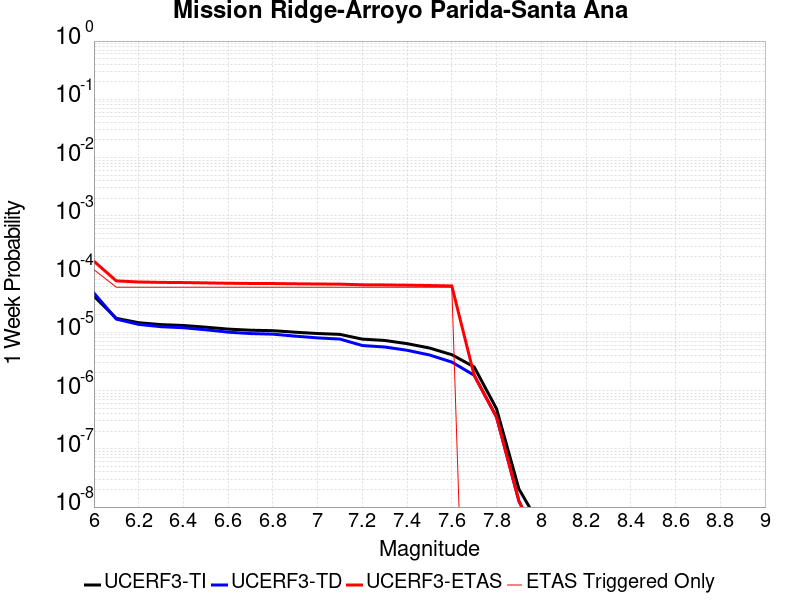 Mission Ridge-Arroyo Parida-Santa Ana
1 Week Probability
10^0
10^-1
10^-2
10^-3
10^-4
10^-5
10^-6
10^-7
10^-8
6 6.2 6.4 6.6 6.8 7 7.2 7.4 7.6 7.8 8 8.2 8.4 8.6 8.8 9
Magnitude
UCERF3-TI UCERF3-TD UCERF3-ETAS ETAS Triggered Only